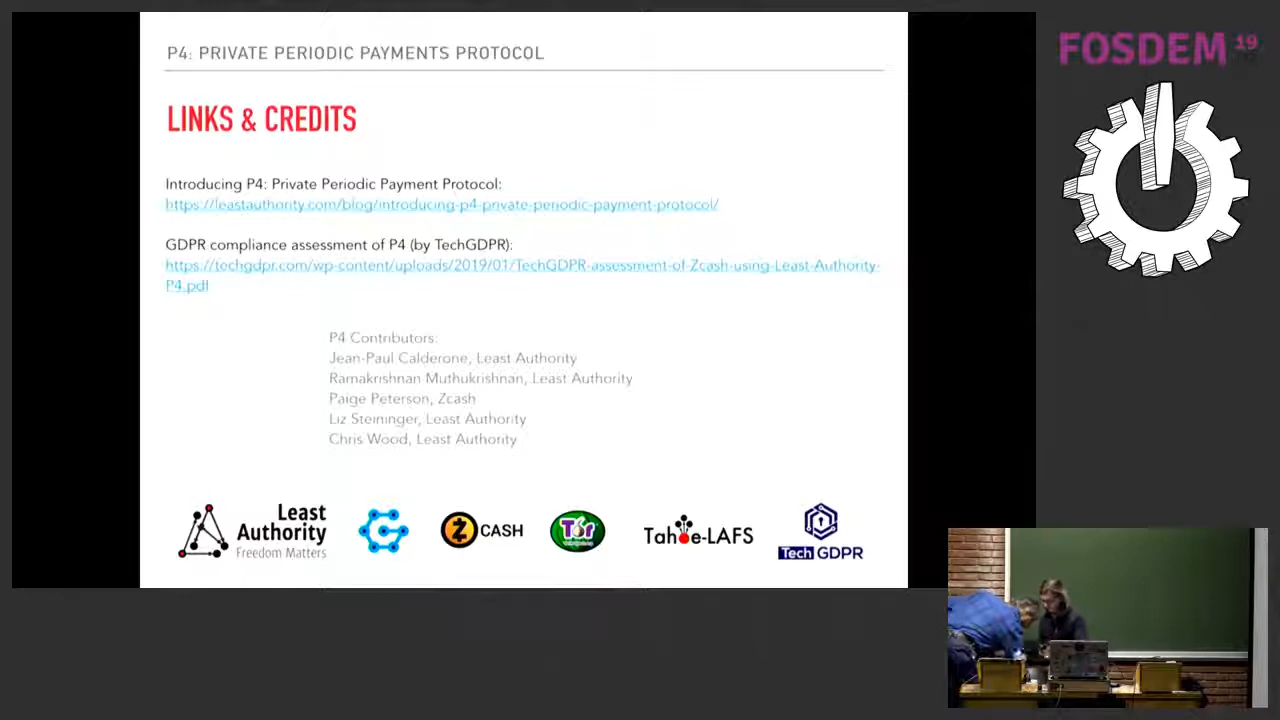 P4: PRIVATE PERIODIC PAYMENTS PROTOCOL
FOSDEM 19
LINKS & CREDITS
Introducing P4: Private Periodic Payment Protocol:
https://leastauthority.com/blog/introducing-p4-private-periodic-payment-protocol/
GDPR compliance assessment of P4 (by TechGDPR):
https://techgdpr.com/wp-content/uploads/2019/01/TechGDPR-assessment-of-Zcash-using-Least-Authority-
P4.pdf
P4 Contributors:
Jean-Paul Calderone, Least Authority
Ramakrishnan Muthukrishnan, Least Authority
Paige Peterson, Zcash
Liz Steininger, Least Authority
Chris Wood, Least Authority
Least
Authority
Freedom Matters
CASH
Tor
Tahoe-LAFS
Tech GDPR